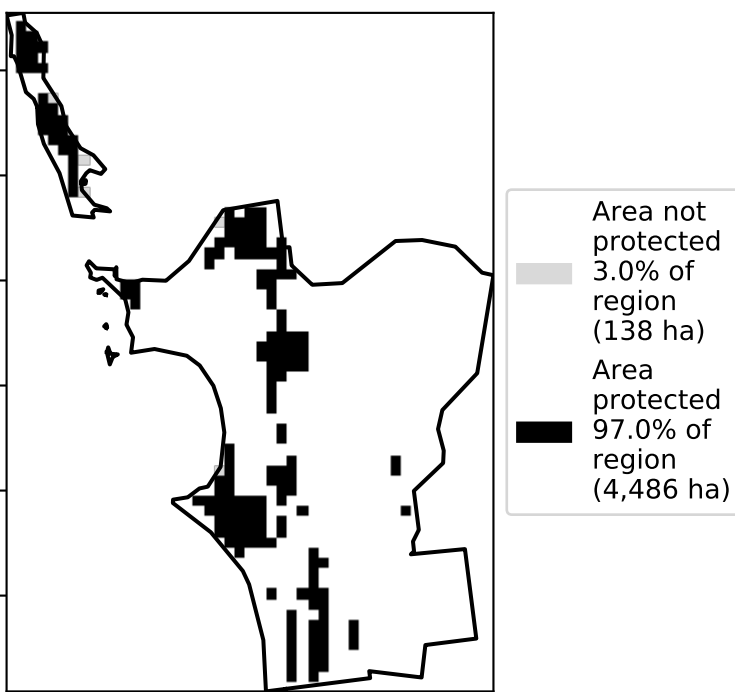 Area not
protected
3.0% of
region
(138 ha)
Area
protected
97.0% of
region
(4,486 ha)